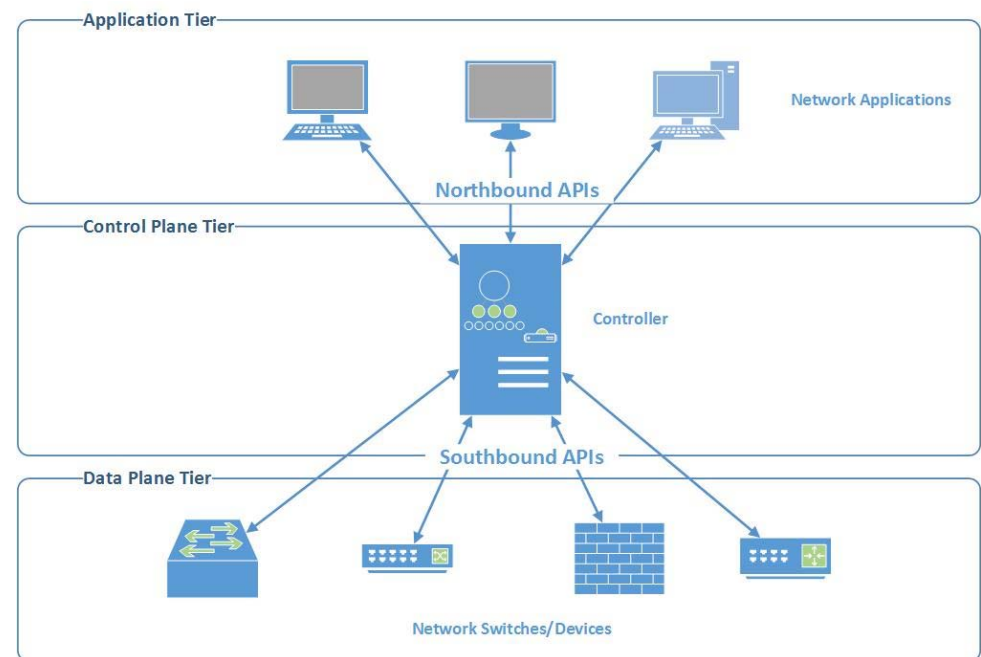 Application Tier
Network Applications
Northbound APIs
Control Plane Tier
Controller
Southbound APIs
Data Plane Tier
Network Switches/Devices